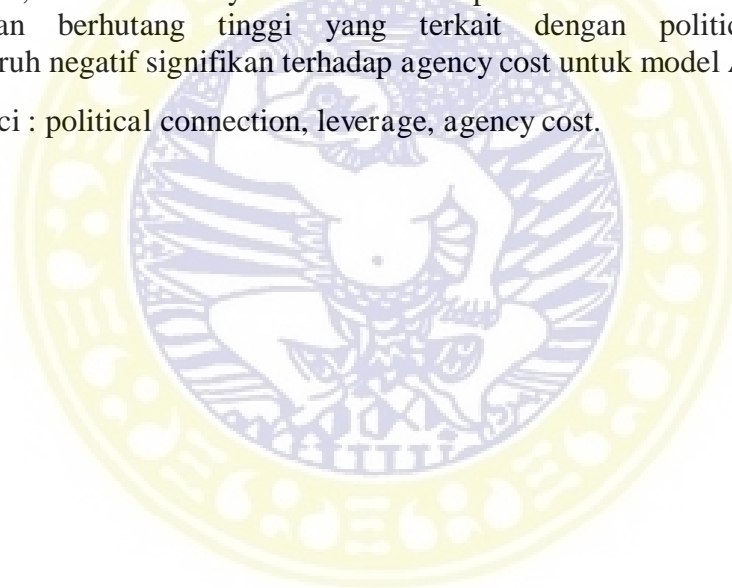 an berhutang tinggi yang terkait dengan politic
ruh negatif signifikan terhadap agency cost untuk model
ci : political connection, leverage, agency cost.